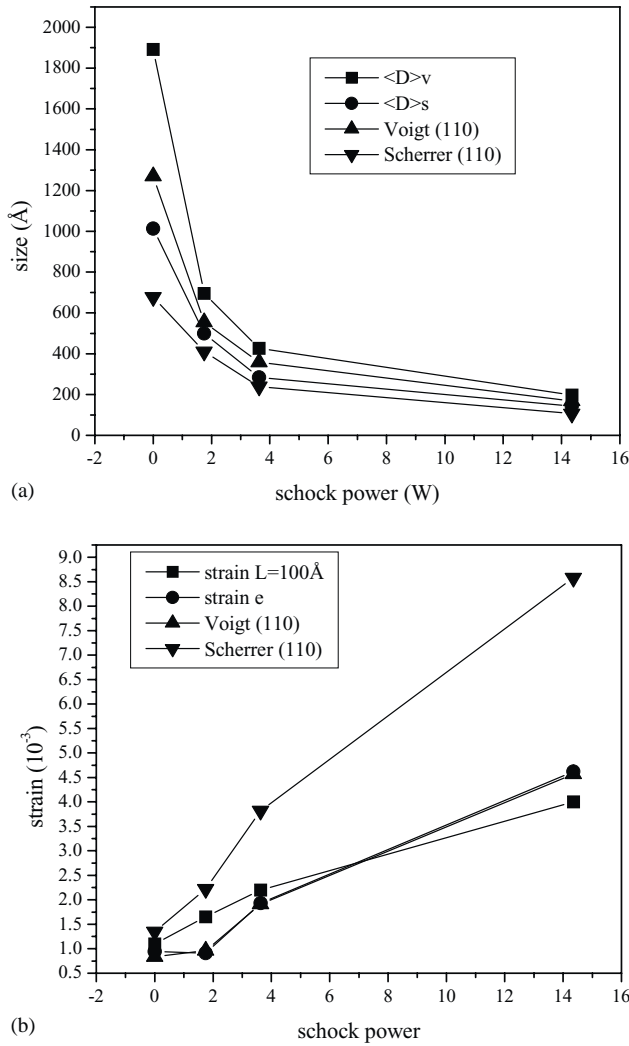 2000
1800
1600
1400
1200
1000
800
600
400
200
0
size (Å)
<D>v
<D>s
Voigt (110)
Scherrer (110)
-2 0 2 4 6 8 10 12 14 16
schock power (W)
(a)
9.0
8.5
8.0
7.5
7.0
6.5
6.0
5.5
5.0
4.5
4.0
3.5
3.0
2.5
2.0
1.5
1.0
0.5
strain (10⁻³)
strain L=100Å
strain e
Voigt (110)
Scherrer (110)
-2 0 2 4 6 8 10 12 14 16
schock power
(b)